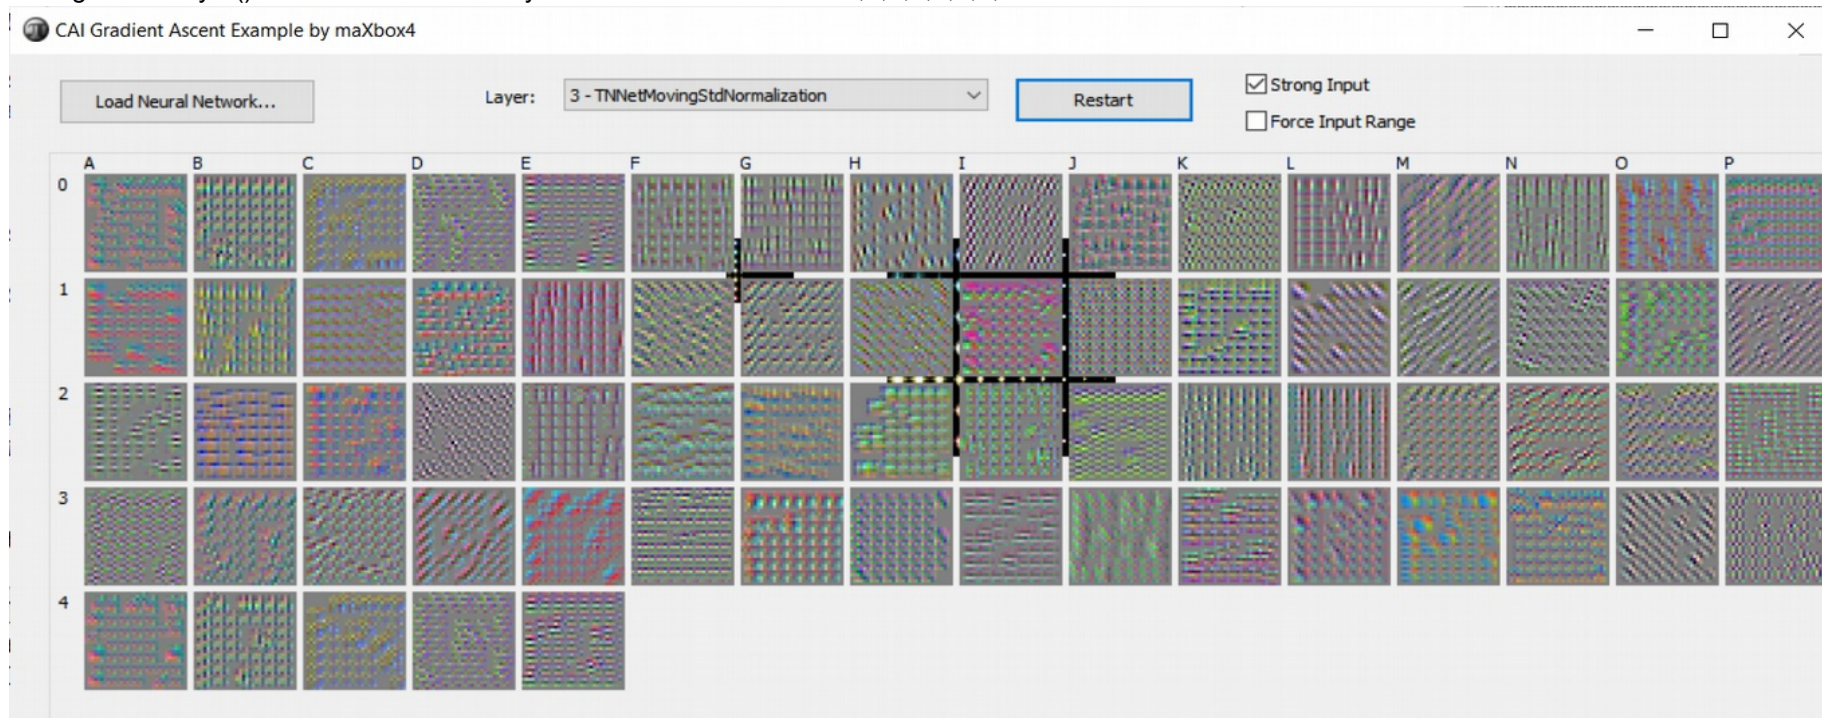 CAI Gradient Ascent Example by maXbox4
Load Neural Network...
Layer:
3 - TNNetMovingStdNormalization
Restart
Strong Input
Force Input Range
A B C D E F G H I J K L M N O P
0
1
2
3
4